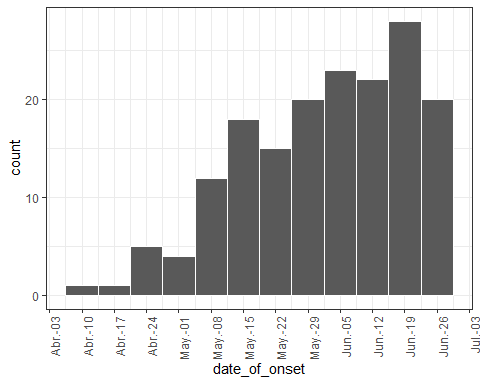 count
20
10
0
Abr.-03
Abr.-10
Abr.-17
Abr.-24
May.-01
May.-08
May.-15
May.-22
May.-29
Jun.-05
Jun.-12
Jun.-19
Jun.-26
Jul.-03
date_of_onset